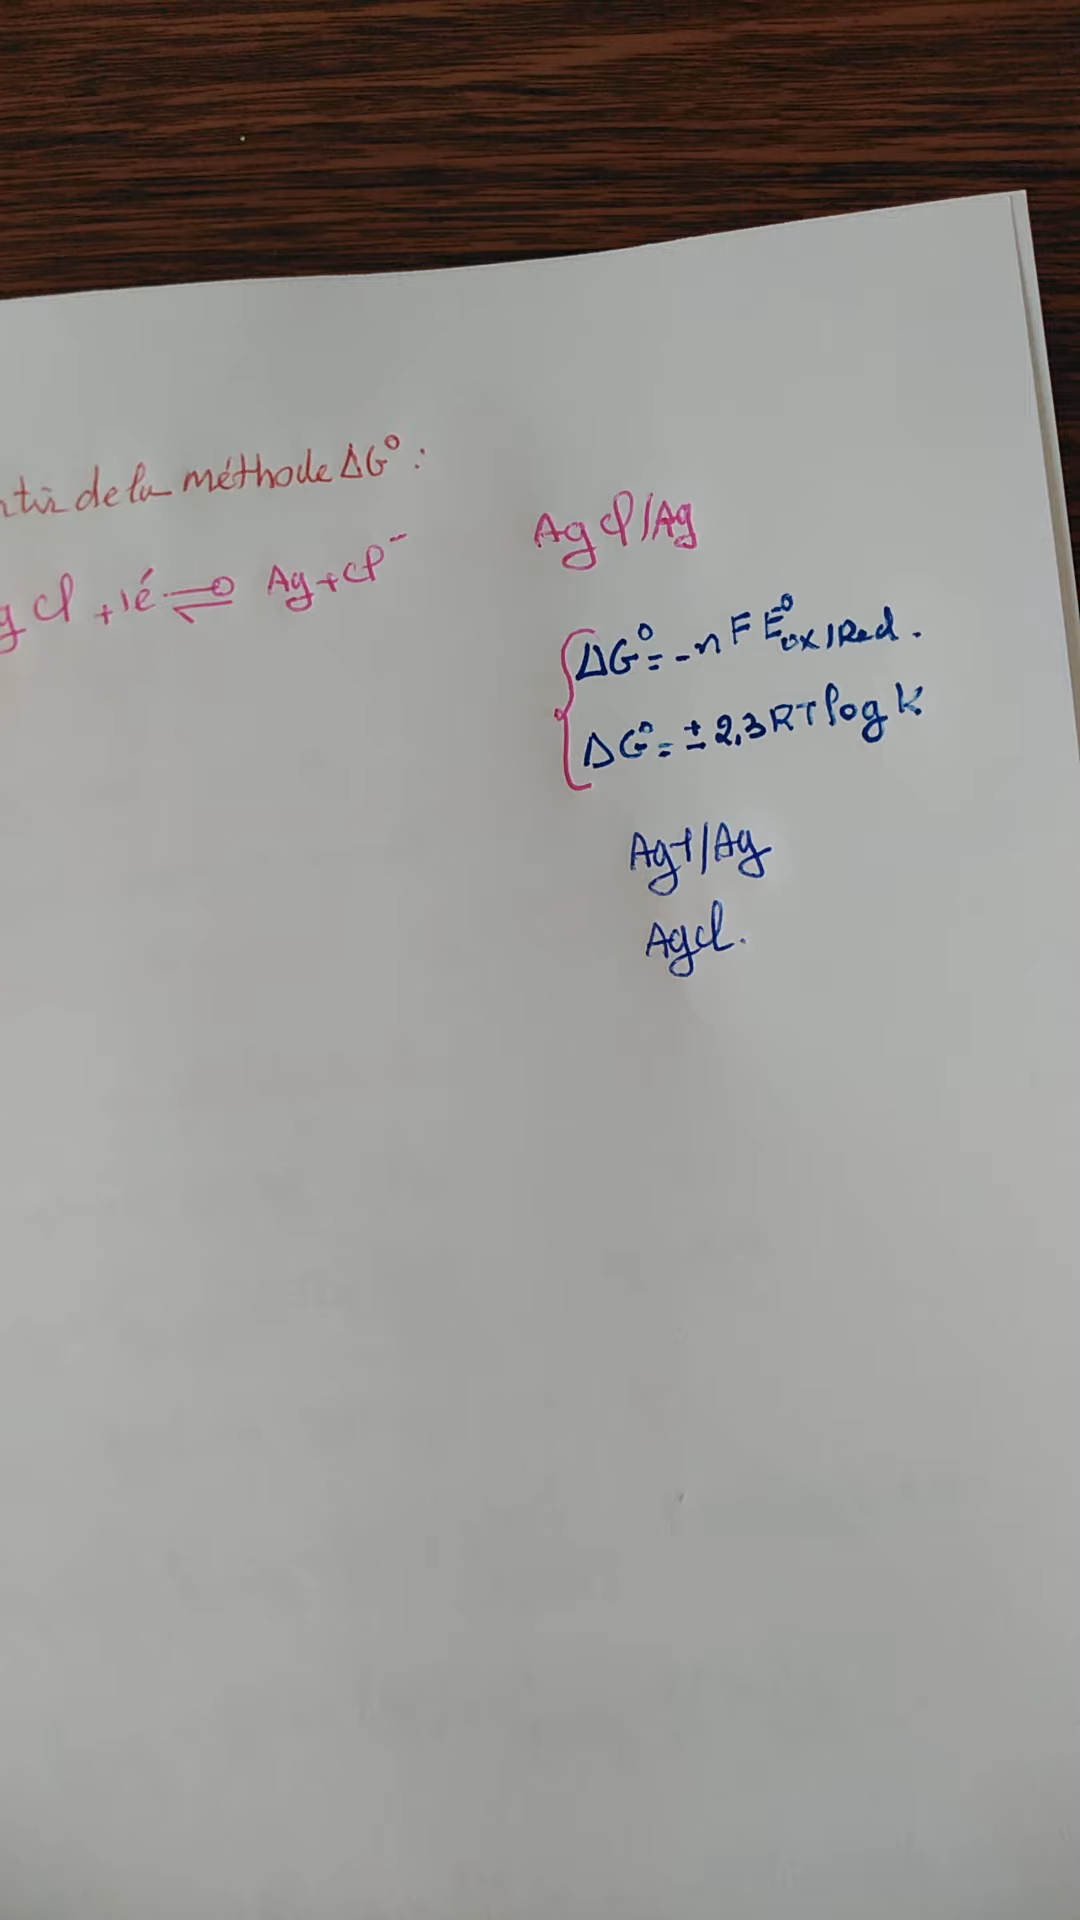 de la méthode ΔG° :
Cl + 1é ⇌ Ag + Cl⁻
AgCl/Ag
ΔG° = -nFE°ox/Red.
ΔG° = ± 2,3RT log K
Ag+/Ag
AgCl.